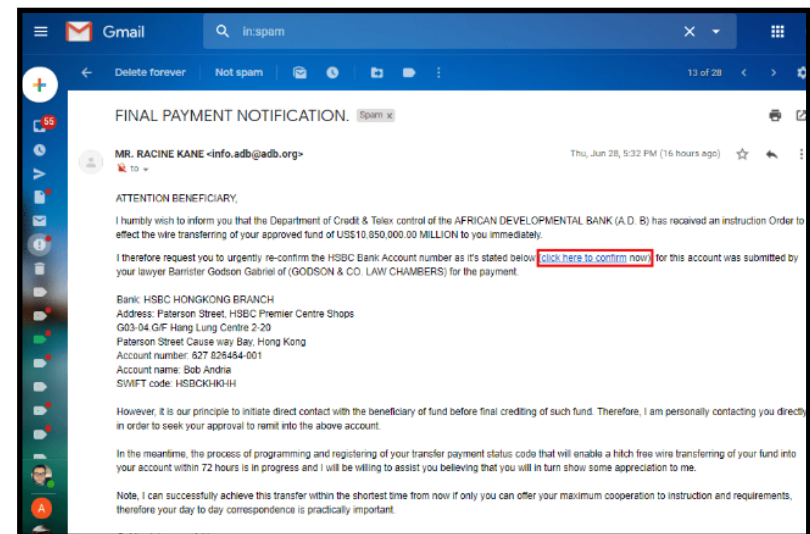 Gmail
in:spam
Delete forever
Not spam
13 of 28
FINAL PAYMENT NOTIFICATION.
Spam x
55
MR. RACINE KANE <info.adb@adb.org>
Thu, Jun 28, 5:32 PM (16 hours ago)
to
ATTENTION BENEFICIARY,
I humbly wish to inform you that the Department of Credit & Telex control of the AFRICAN DEVELOPMENTAL BANK (A.D. B) has received an instruction Order to
effect the wire transferring of your approved fund of US$10,850,000.00 MILLION to you immediately.
I therefore request you to urgently re-confirm the HSBC Bank Account number as it's stated below (click here to confirm now) for this account was submitted by
your lawyer Barrister Godson Gabriel of (GODSON & CO. LAW CHAMBERS) for the payment.
Bank: HSBC HONGKONG BRANCH
Address: Paterson Street, HSBC Premier Centre Shops
G03-04.G/F Hang Lung Centre 2-20
Paterson Street Cause way Bay, Hong Kong
Account number: 627 826464-001
Account name: Bob Andria
SWIFT code: HSBCKHKHH
However, it is our principle to initiate direct contact with the beneficiary of fund before final crediting of such fund. Therefore, I am personally contacting you directly
in order to seek your approval to remit into the above account.
In the meantime, the process of programming and registering of your transfer payment status code that will enable a hitch free wire transferring of your fund into
your account within 72 hours is in progress and I will be willing to assist you believing that you will in turn show some appreciation to me.
Note, I can successfully achieve this transfer within the shortest time from now if only you can offer your maximum cooperation to instruction and requirements,
therefore your day to day correspondence is practically important.
A